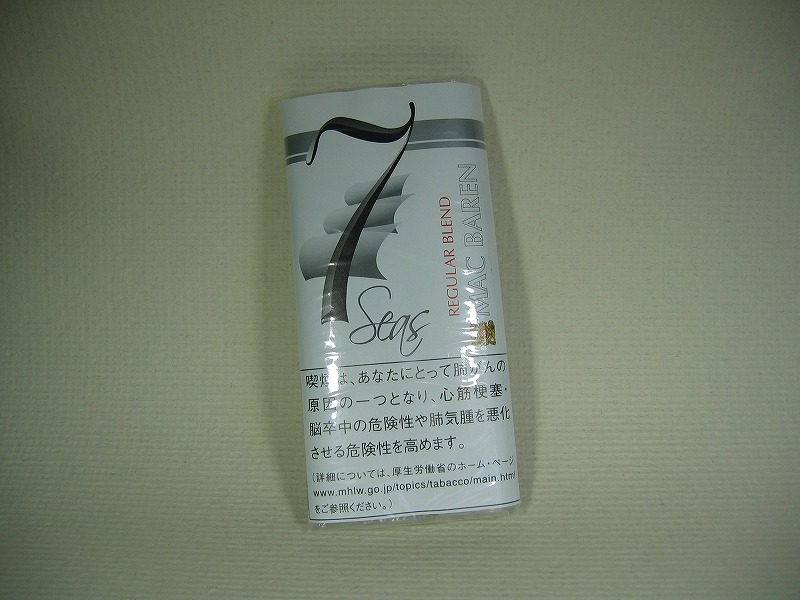 7
Seas
REGULAR BLEND
MAC BAREN
喫煙は、あなたにとって肺がんの
原因の一つとなり、心筋梗塞・
脳卒中の危険性や肺気腫を悪化
させる危険性を高めます。
(詳細については、厚生労働省のホーム・ページ
www.mhlw.go.jp/topics/tabacco/main.html
をご参照ください。)